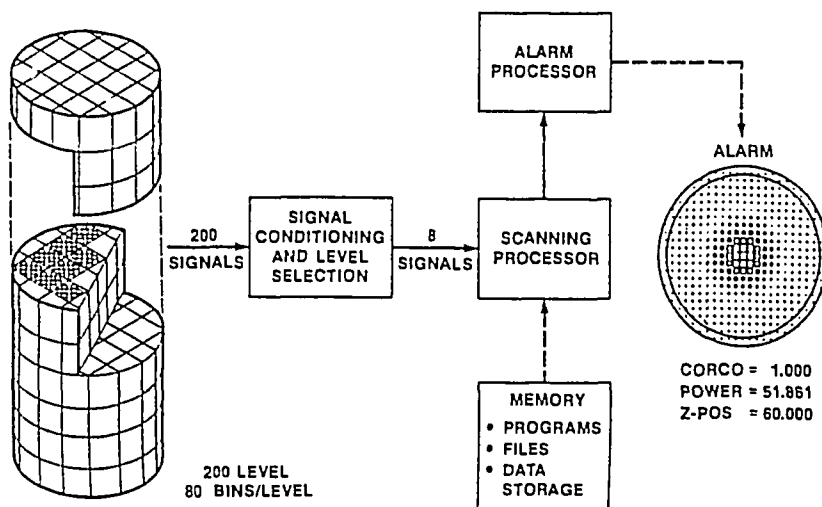 200 LEVEL
80 BINS/LEVEL
200
SIGNALS
SIGNAL
CONDITIONING
AND LEVEL
SELECTION
8
SIGNALS
ALARM
PROCESSOR
SCANNING
PROCESSOR
MEMORY
• PROGRAMS
• FILES
• DATA
STORAGE
ALARM
CORCO = 1.000
POWER = 51.861
Z-POS = 60.000